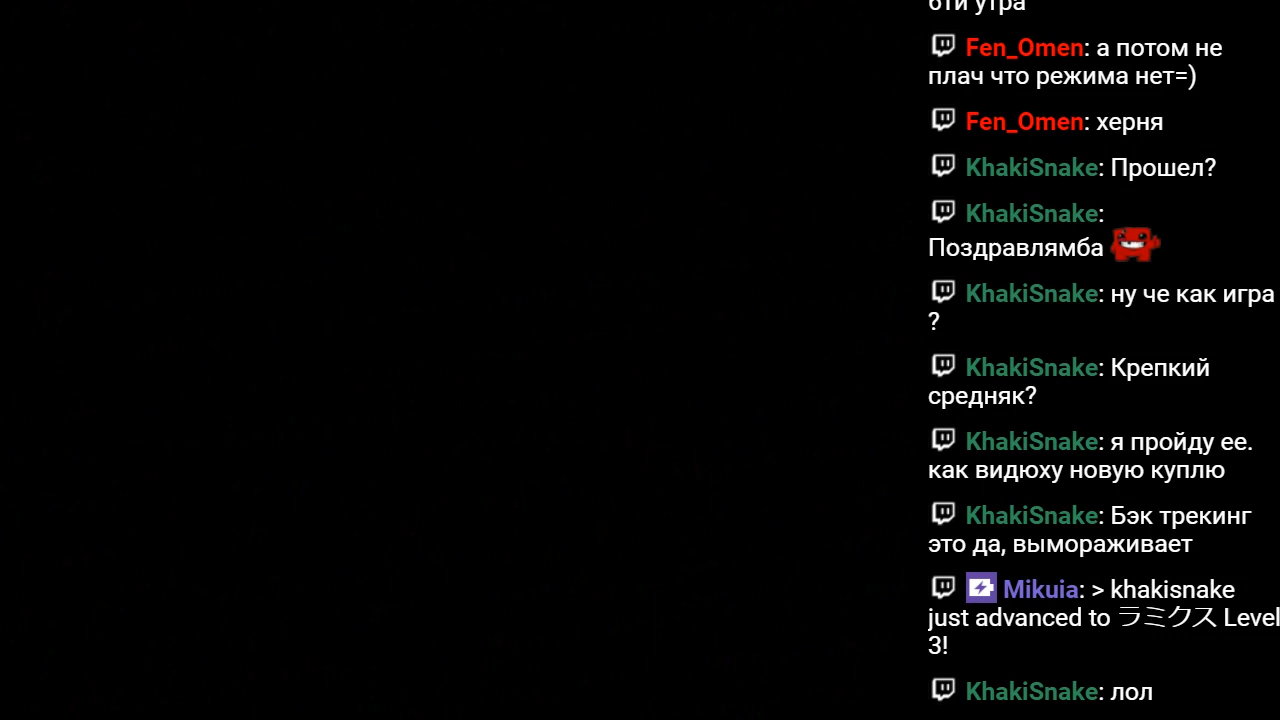 6ти утра
Fen_Omen: а потом не
плач что режима нет=)
Fen_Omen: херня
KhakiSnake: Прошел?
KhakiSnake:
Поздравлямба
KhakiSnake: ну че как игра
?
KhakiSnake: Крепкий
средняк?
KhakiSnake: я пройду ее.
как видюху новую куплю
KhakiSnake: Бэк трекинг
это да, вымораживает
Mikuia: > khakisnake
just advanced to ラミクス Level
3!
KhakiSnake: лол